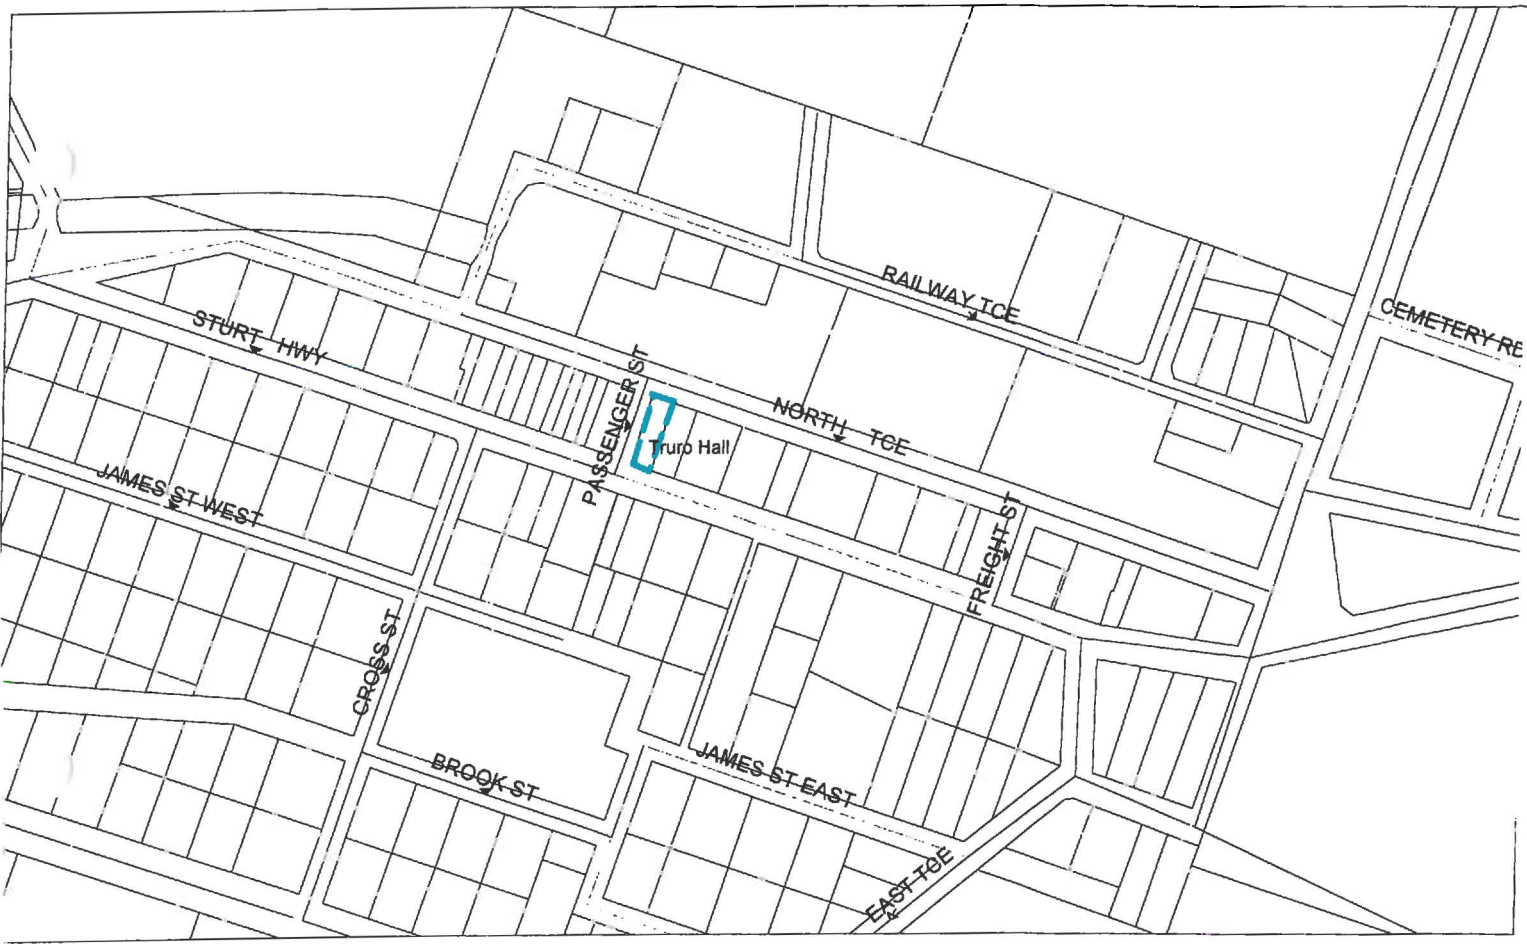 RAILWAY TCE
CEMETERY RD
STURT HWY
PASSENGER ST
NORTH TCE
Truro Hall
JAMES ST WEST
FREIGHT ST
CROSS ST
BROOK ST
JAMES ST EAST
EAST TCE